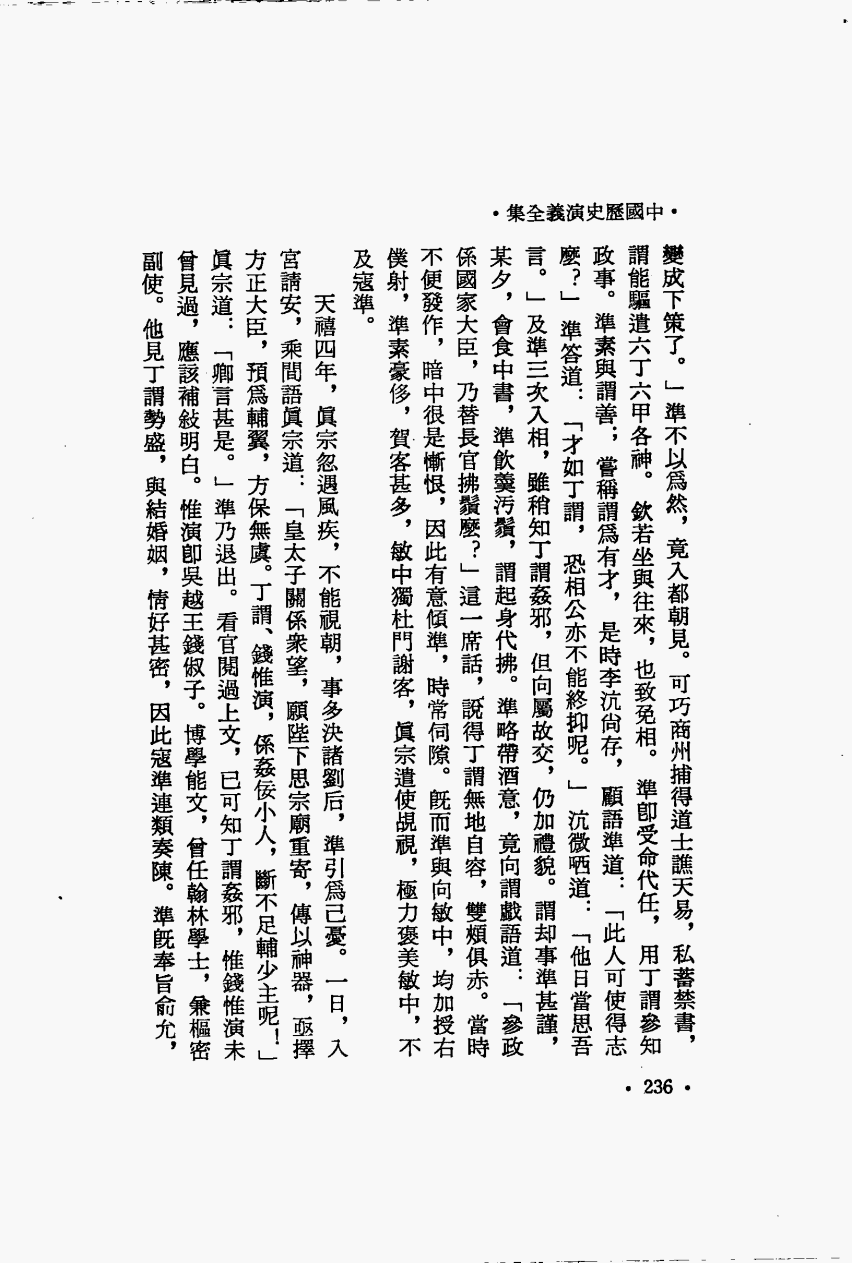 •中國歷史演義全集•
變成下策了。」準不以爲然，竟入都朝見。可巧商州捕得道士譙天易，私蓄禁書，
謂能驅遣六丁六甲各神。欽若坐與往來，也致免相。準卽受命代任，用丁謂參知
政事。準素與謂善；嘗稱謂爲有才，是時李沆尙存，顧語準道：「此人可使得志
麼？」準答道：「才如丁謂，恐相公亦不能終抑呢。」沆微哂道：「他日當思吾
言。」及準三次入相，雖稍知丁謂姦邪，但向屬故交，仍加禮貌。謂却事準甚謹，
某夕，會食中書，準飲羹汚鬚，謂起身代拂。準略帶酒意，竟向謂戲語道：「參政
係國家大臣，乃替長官拂鬚麼？」這一席話，說得丁謂無地自容，雙頰俱赤。當時
不便發作，暗中很是慚恨，因此有意傾準，時常伺隙。旣而準與向敏中，均加授右
僕射，準素豪侈，賀客甚多，敏中獨杜門謝客，眞宗遣使覘視，極力褒美敏中，不
及寇準。
天禧四年，眞宗忽遇風疾，不能視朝，事多決諸劉后，準引爲己憂。一日，入
宮請安，乘間語眞宗道：「皇太子關係衆望，願陛下思宗廟重寄，傳以神器，亟擇
方正大臣，預爲輔翼，方保無虞。丁謂、錢惟演，係姦佞小人，斷不足輔少主呢！」
眞宗道：「卿言甚是。」準乃退出。看官閱過上文，已可知丁謂姦邪，惟錢惟演未
曾見過，應該補敍明白。惟演卽吳越王錢俶子。博學能文，曾任翰林學士，兼樞密
副使。他見丁謂勢盛，與結婚姻，情好甚密，因此寇準連類奏陳。準旣奉旨俞允，
•236•